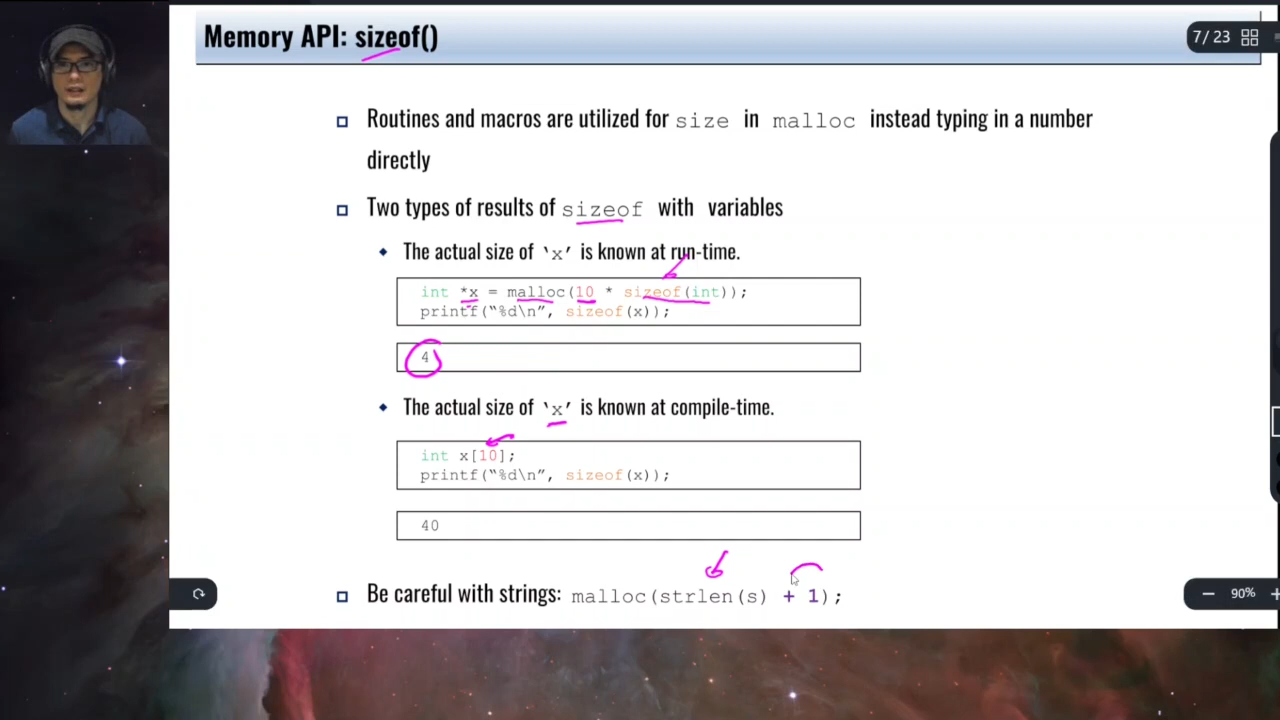 Memory API: sizeof()
7 / 23
Routines and macros are utilized for size in malloc instead typing in a number
directly
Two types of results of sizeof with variables
The actual size of ‘x’ is known at run-time.
int *x = malloc(10 * sizeof(int));
printf(“%d\n”, sizeof(x));
4
The actual size of ‘x’ is known at compile-time.
int x[10];
printf(“%d\n”, sizeof(x));
40
Be careful with strings: malloc(strlen(s) + 1);
90%